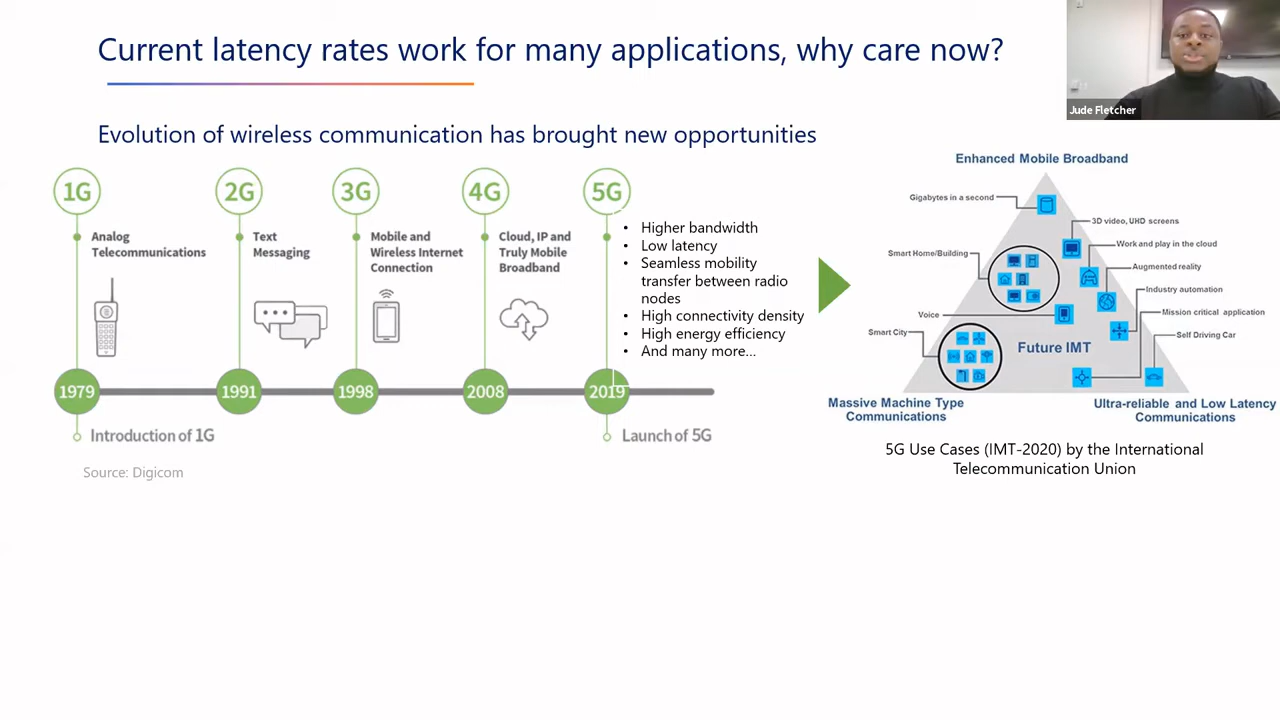 Current latency rates work for many applications, why care now?
Jude Fletcher
Evolution of wireless communication has brought new opportunities
1G
2G
3G
4G
5G
Analog
Telecommunications
Text
Messaging
Mobile and
Wireless Internet
Connection
Cloud, IP and
Truly Mobile
Broadband
• Higher bandwidth
• Low latency
• Seamless mobility
transfer between radio
nodes
• High connectivity density
• High energy efficiency
• And many more...
1979
1991
1998
2008
2019
Introduction of 1G
Launch of 5G
Source: Digicom
Enhanced Mobile Broadband
Gigabytes in a second
3D video, UHD screens
Work and play in the cloud
Smart Home/Building
Augmented reality
Industry automation
Voice
Mission critical application
Smart City
Self Driving Car
Future IMT
Massive Machine Type
Communications
Ultra-reliable and Low Latency
Communications
5G Use Cases (IMT-2020) by the International
Telecommunication Union